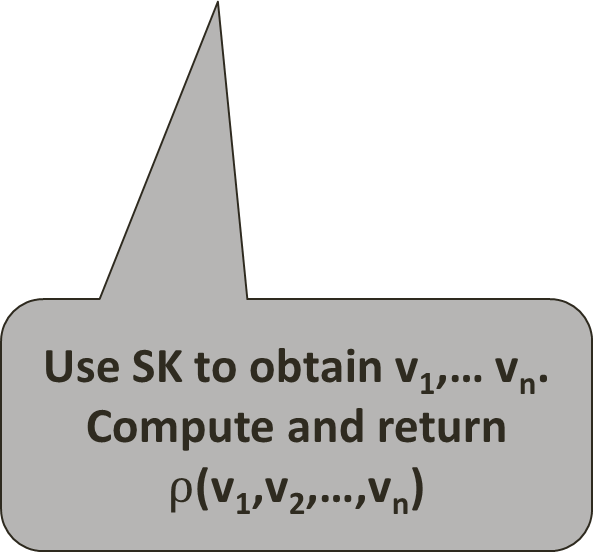 Use SK to obtain v₁,… vₙ.
Compute and return
ρ(v₁,v₂,…,vₙ)